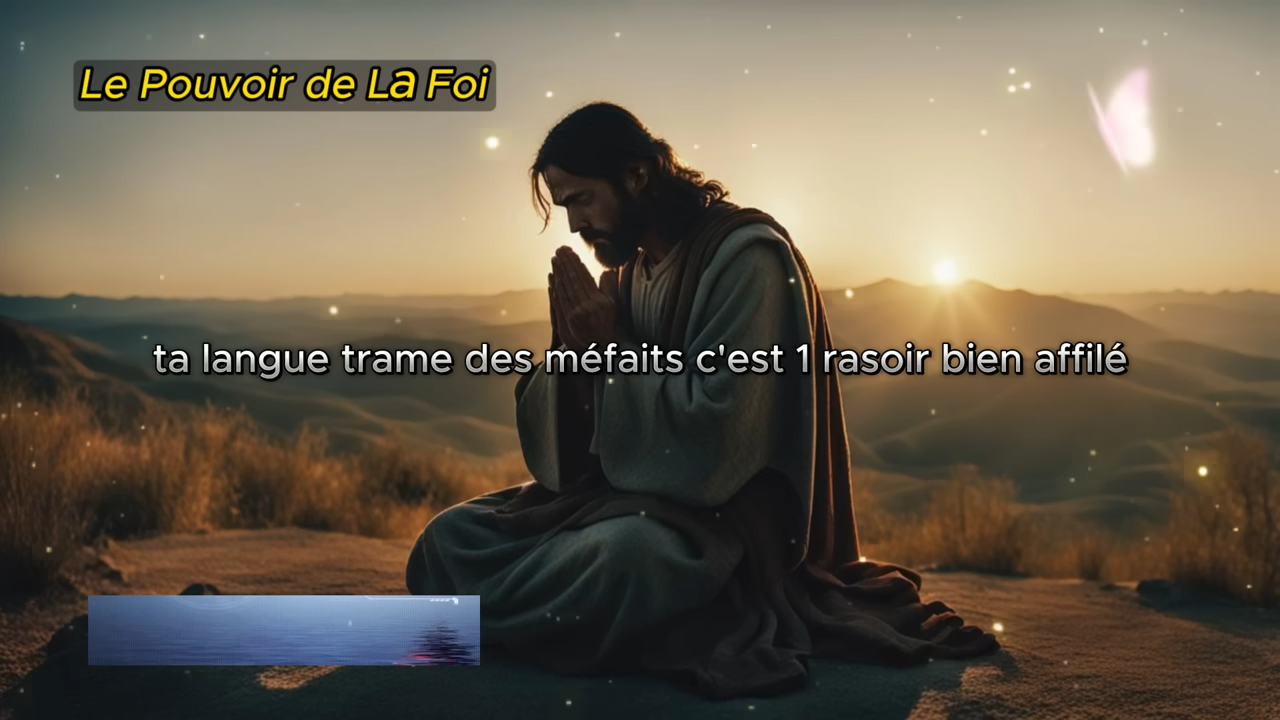 Le Pouvoir de La Foi
ta langue trame des méfaits c'est 1 rasoir bien affilé